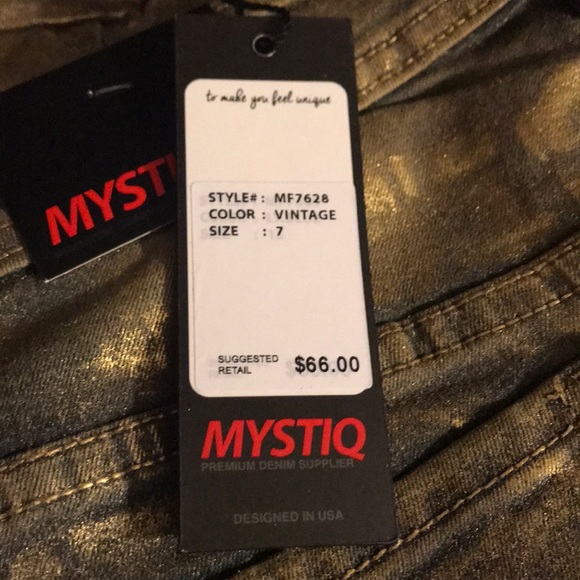 to make you feel unique
STYLE# : MF7628
COLOR : VINTAGE
SIZE : 7
SUGGESTED
RETAIL $66.00
MYSTIQ
PREMIUM DENIM SUPPLIER
DESIGNED IN USA
MYSTI